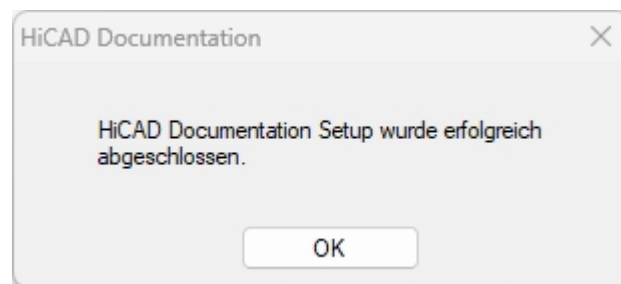 HiCAD Documentation
HiCAD Documentation Setup wurde erfolgreich
abgeschlossen.
OK